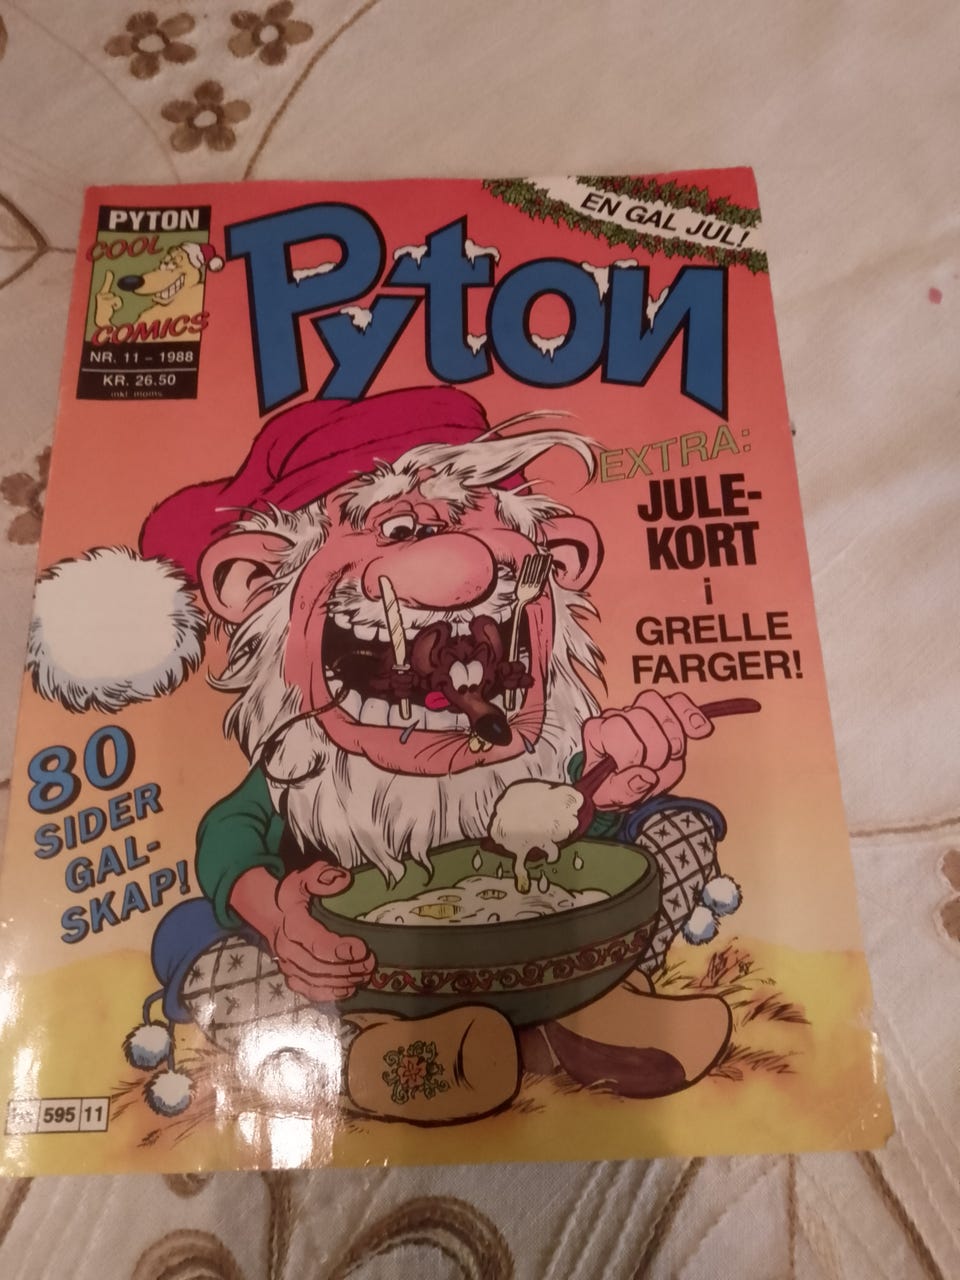 PYTON
COOL
COMICS
NR. 11 - 1988
KR. 26.50
inkl. moms.
Pyton
EN GAL JUL!
EXTRA:
JULE-
KORT
i
GRELLE
FARGER!
80
SIDER
GAL-
SKAP!
595 11